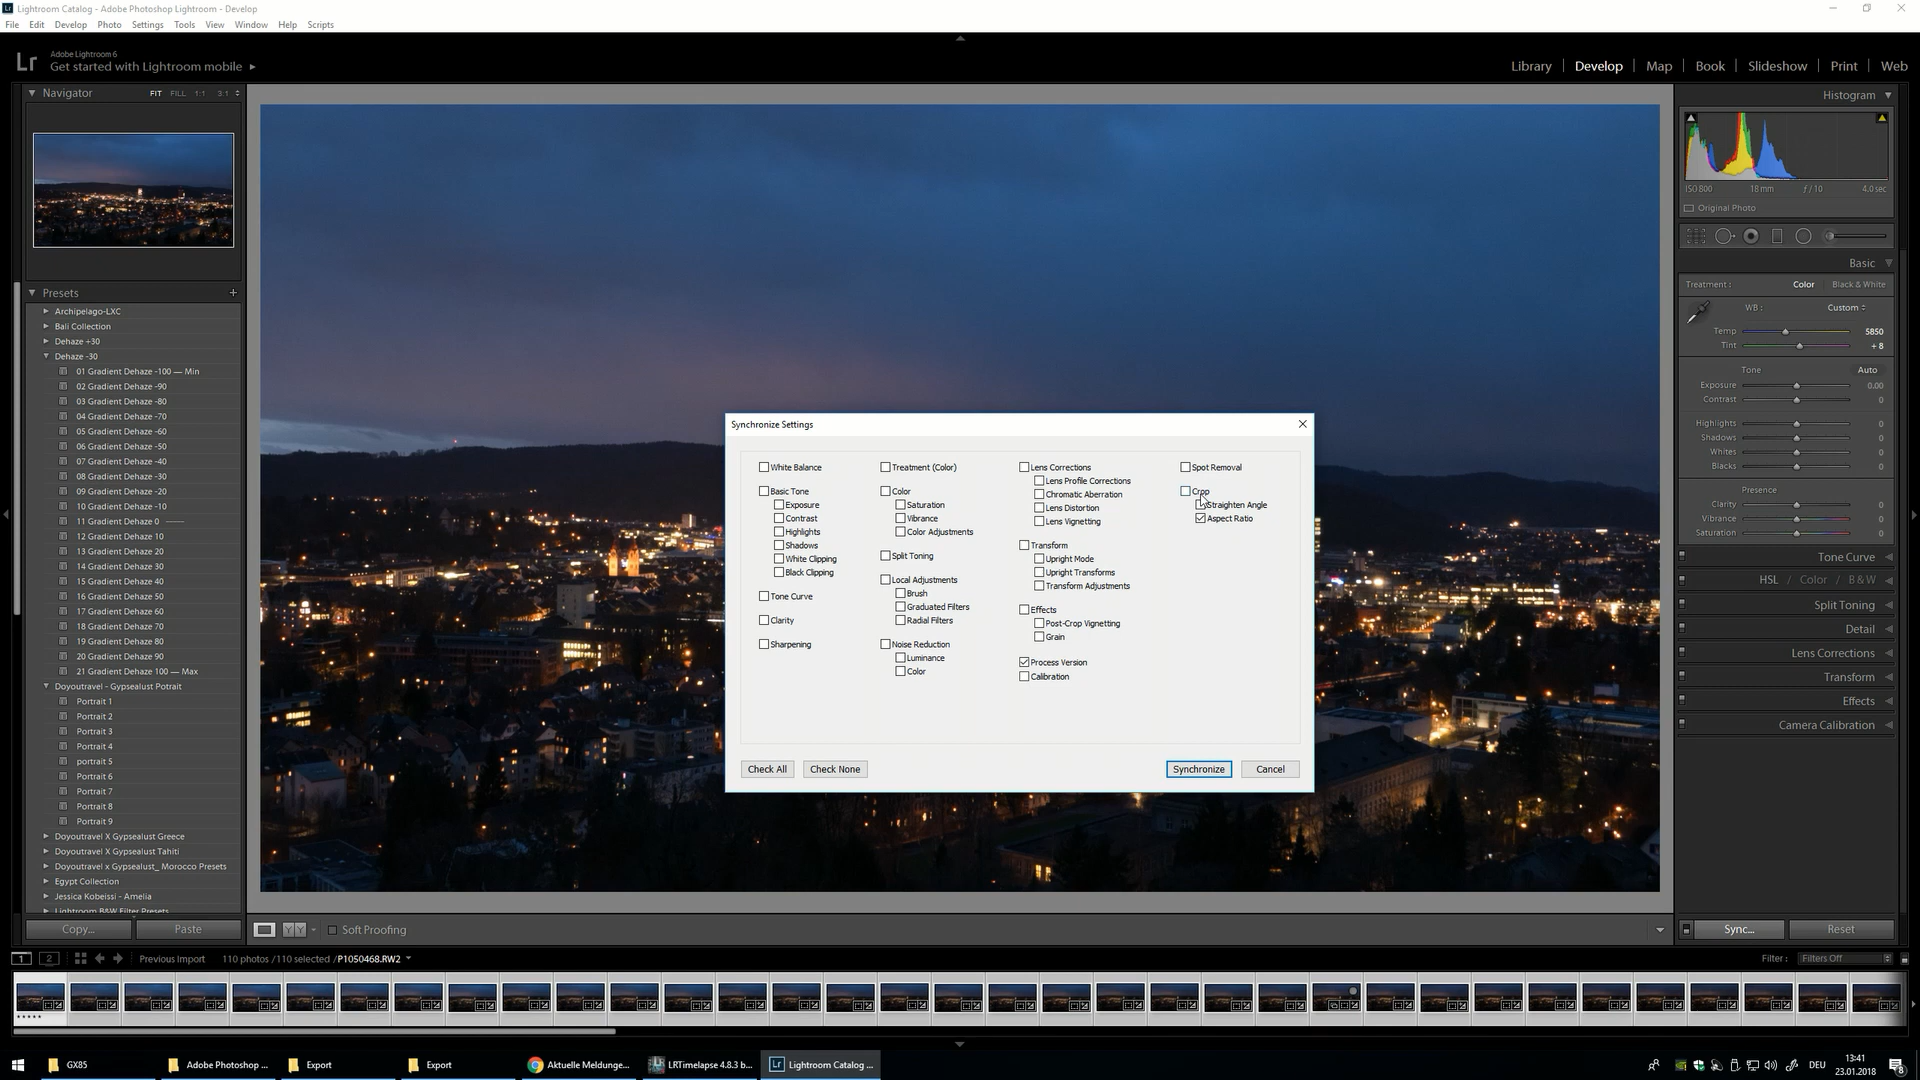 Lightroom Catalog - Adobe Photoshop Lightroom - Develop
File Edit Develop Photo Settings Tools View Window Help Scripts
Lr
Adobe Lightroom 6
Get started with Lightroom mobile
Library | Develop | Map | Book | Slideshow | Print | Web
Navigator FIT FILL 1:1 3:1
Presets +
Archipelago-LXC
Bali Collection
Dehaze +30
Dehaze -30
01 Gradient Dehaze -100 — Min
02 Gradient Dehaze -90
03 Gradient Dehaze -80
04 Gradient Dehaze -70
05 Gradient Dehaze -60
06 Gradient Dehaze -50
07 Gradient Dehaze -40
08 Gradient Dehaze -30
09 Gradient Dehaze -20
10 Gradient Dehaze -10
11 Gradient Dehaze 0 ——
12 Gradient Dehaze 10
13 Gradient Dehaze 20
14 Gradient Dehaze 30
15 Gradient Dehaze 40
16 Gradient Dehaze 50
17 Gradient Dehaze 60
18 Gradient Dehaze 70
19 Gradient Dehaze 80
20 Gradient Dehaze 90
21 Gradient Dehaze 100 — Max
Doyoutravel - Gypsealust Potrait
Portrait 1
Portrait 2
Portrait 3
Portrait 4
portrait 5
Portrait 6
Portrait 7
Portrait 8
Portrait 9
Doyoutravel X Gypsealust Greece
Doyoutravel X Gypsealust Tahiti
Doyoutravel x Gypsealust_ Morocco Presets
Egypt Collection
Jessica Kobeissi - Amelia
Lightroom B&W Filter Presets
Copy... Paste
Synchronize Settings
White Balance
Basic Tone
Exposure
Contrast
Highlights
Shadows
White Clipping
Black Clipping
Tone Curve
Clarity
Sharpening
Treatment (Color)
Color
Saturation
Vibrance
Color Adjustments
Split Toning
Local Adjustments
Brush
Graduated Filters
Radial Filters
Noise Reduction
Luminance
Color
Lens Corrections
Lens Profile Corrections
Chromatic Aberration
Lens Distortion
Lens Vignetting
Transform
Upright Mode
Upright Transforms
Transform Adjustments
Effects
Post-Crop Vignetting
Grain
Process Version
Calibration
Spot Removal
Crop
Straighten Angle
Aspect Ratio
Check All Check None Synchronize Cancel
Histogram
ISO 800 18 mm f / 10 4.0 sec
Original Photo
Basic
Treatment : Color Black & White
WB : Custom
Temp 5850
Tint + 8
Tone Auto
Exposure 0.00
Contrast 0
Highlights 0
Shadows 0
Whites 0
Blacks 0
Presence
Clarity 0
Vibrance 0
Saturation 0
Tone Curve
HSL / Color / B & W
Split Toning
Detail
Lens Corrections
Transform
Effects
Camera Calibration
Sync... Reset
YY Soft Proofing
1 2 Previous Import 110 photos / 110 selected / P1050468.RW2
Filter : Filters Off
GX85 Adobe Photoshop ... Export Export Aktuelle Meldunge... LRTimelapse 4.8.3 b... Lightroom Catalog ...
DEU 13:41
23.01.2018
8